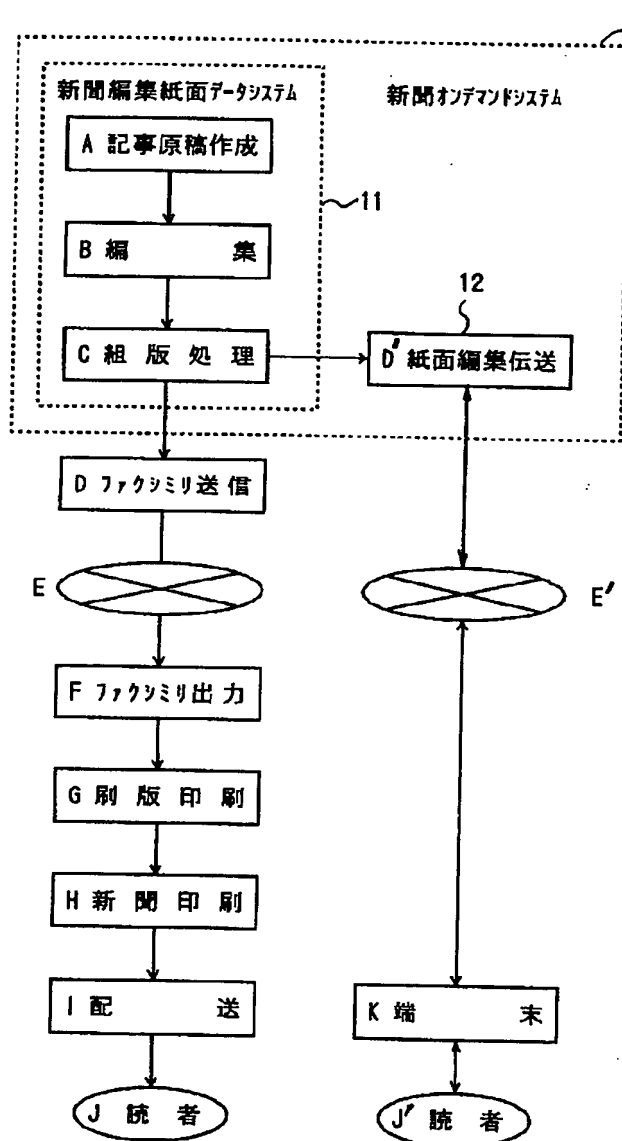 新聞編集紙面データシステム
新聞オンデマンドシステム
A 記事原稿作成
11
B 編 集
12
C 組版処理
D′ 紙面編集伝送
D ファクシミリ送信
E
E′
F ファクシミリ出力
G 刷版印刷
H 新聞印刷
I 配 送
K 端 末
J 読者
J′ 読者